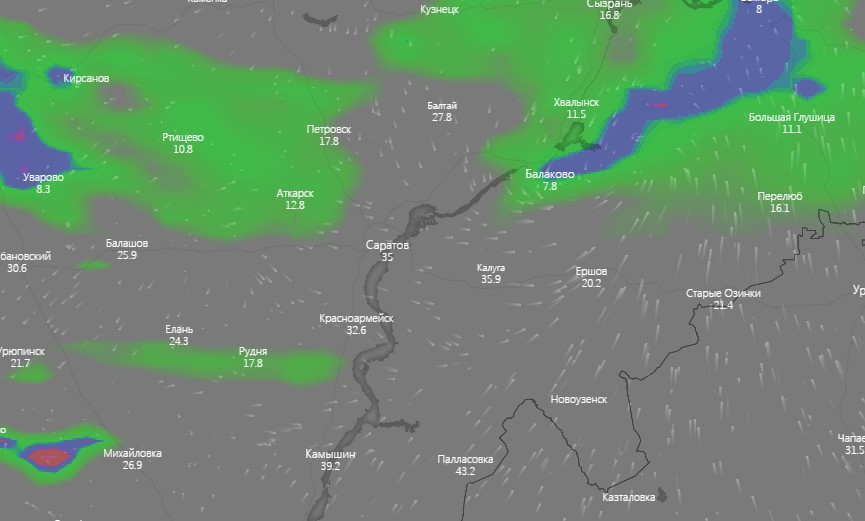 Кузнецк
Сызрань
16.8
8
Кирсанов
Балтай
27.8
Хвалынск
11.5
Большая Глушица
11.1
Петровск
17.8
Ртищево
10.8
Уварово
8.3
Балаково
7.8
Аткарск
12.8
Перелюб
16.1
Балашов
25.9
Саратов
35
бановский
30.6
Калуга
35.9
Ершов
20.2
Старые Озинки
21.4
Ур
Красноармейск
32.6
Елань
24.3
Рудня
17.8
Урюпинск
21.7
Новоузенск
о
Михайловка
26.9
Камышин
39.2
Палласовка
43.2
Чапае
31.5
Казталовка